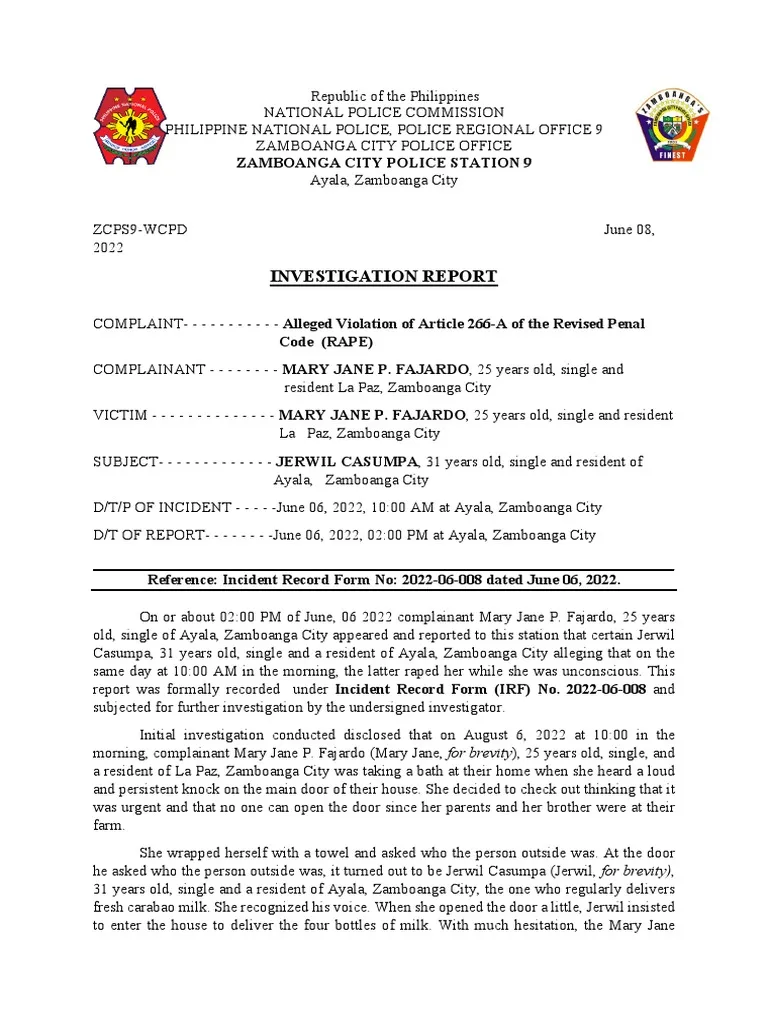 Republic of the Philippines
NATIONAL POLICE COMMISSION
PHILIPPINE NATIONAL POLICE, POLICE REGIONAL OFFICE 9
ZAMBOANGA CITY POLICE OFFICE
ZAMBOANGA CITY POLICE STATION 9
Ayala, Zamboanga City
ZAMBOANGA'S
FINEST
ZCPS9-WCPD June 08,
2022
INVESTIGATION REPORT
COMPLAINT- - - - - - - - - - - Alleged Violation of Article 266-A of the Revised Penal
Code (RAPE)
COMPLAINANT - - - - - - - - MARY JANE P. FAJARDO, 25 years old, single and
resident La Paz, Zamboanga City
VICTIM - - - - - - - - - - - - - - MARY JANE P. FAJARDO, 25 years old, single and resident
La Paz, Zamboanga City
SUBJECT- - - - - - - - - - - - - JERWIL CASUMPA, 31 years old, single and resident of
Ayala, Zamboanga City
D/T/P OF INCIDENT - - - - -June 06, 2022, 10:00 AM at Ayala, Zamboanga City
D/T OF REPORT- - - - - - - -June 06, 2022, 02:00 PM at Ayala, Zamboanga City
Reference: Incident Record Form No: 2022-06-008 dated June 06, 2022.
On or about 02:00 PM of June, 06 2022 complainant Mary Jane P. Fajardo, 25 years
old, single of Ayala, Zamboanga City appeared and reported to this station that certain Jerwil
Casumpa, 31 years old, single and a resident of Ayala, Zamboanga City alleging that on the
same day at 10:00 AM in the morning, the latter raped her while she was unconscious. This
report was formally recorded under Incident Record Form (IRF) No. 2022-06-008 and
subjected for further investigation by the undersigned investigator.
Initial investigation conducted disclosed that on August 6, 2022 at 10:00 in the
morning, complainant Mary Jane P. Fajardo (Mary Jane, for brevity), 25 years old, single, and
a resident of La Paz, Zamboanga City was taking a bath at their home when she heard a loud
and persistent knock on the main door of their house. She decided to check out thinking that it
was urgent and that no one can open the door since her parents and her brother were at their
farm.
She wrapped herself with a towel and asked who the person outside was. At the door
he asked who the person outside was, it turned out to be Jerwil Casumpa (Jerwil, for brevity),
31 years old, single and a resident of Ayala, Zamboanga City, the one who regularly delivers
fresh carabao milk. She recognized his voice. When she opened the door a little, Jerwil insisted
to enter the house to deliver the four bottles of milk. With much hesitation, the Mary Jane